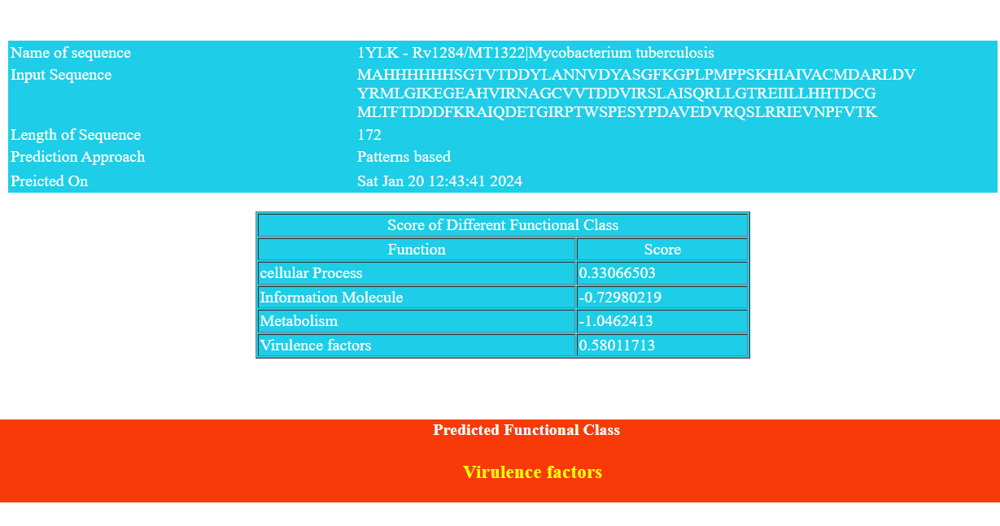 Name of sequence 1YLK - Rv1284/MT1322|Mycobacterium tuberculosis
Input Sequence MAHHHHHHSGTVTDDYLANNVDYASGFKGPLPMPPSKHIAIVACMDARLDV
YRMLGIKEGEAHVIRNAGCVVTDDVIRSLAISQRLLGTREIILLHHTDCG
MLTFTDDDFKRAIQDETGIRPTWSPESYPDAVEDVRQSLRRIEVNPFVTK
Length of Sequence 172
Prediction Approach Patterns based
Preicted On Sat Jan 20 12:43:41 2024
Score of Different Functional Class
Function Score
cellular Process 0.33066503
Information Molecule -0.72980219
Metabolism -1.0462413
Virulence factors 0.58011713
Predicted Functional Class
Virulence factors